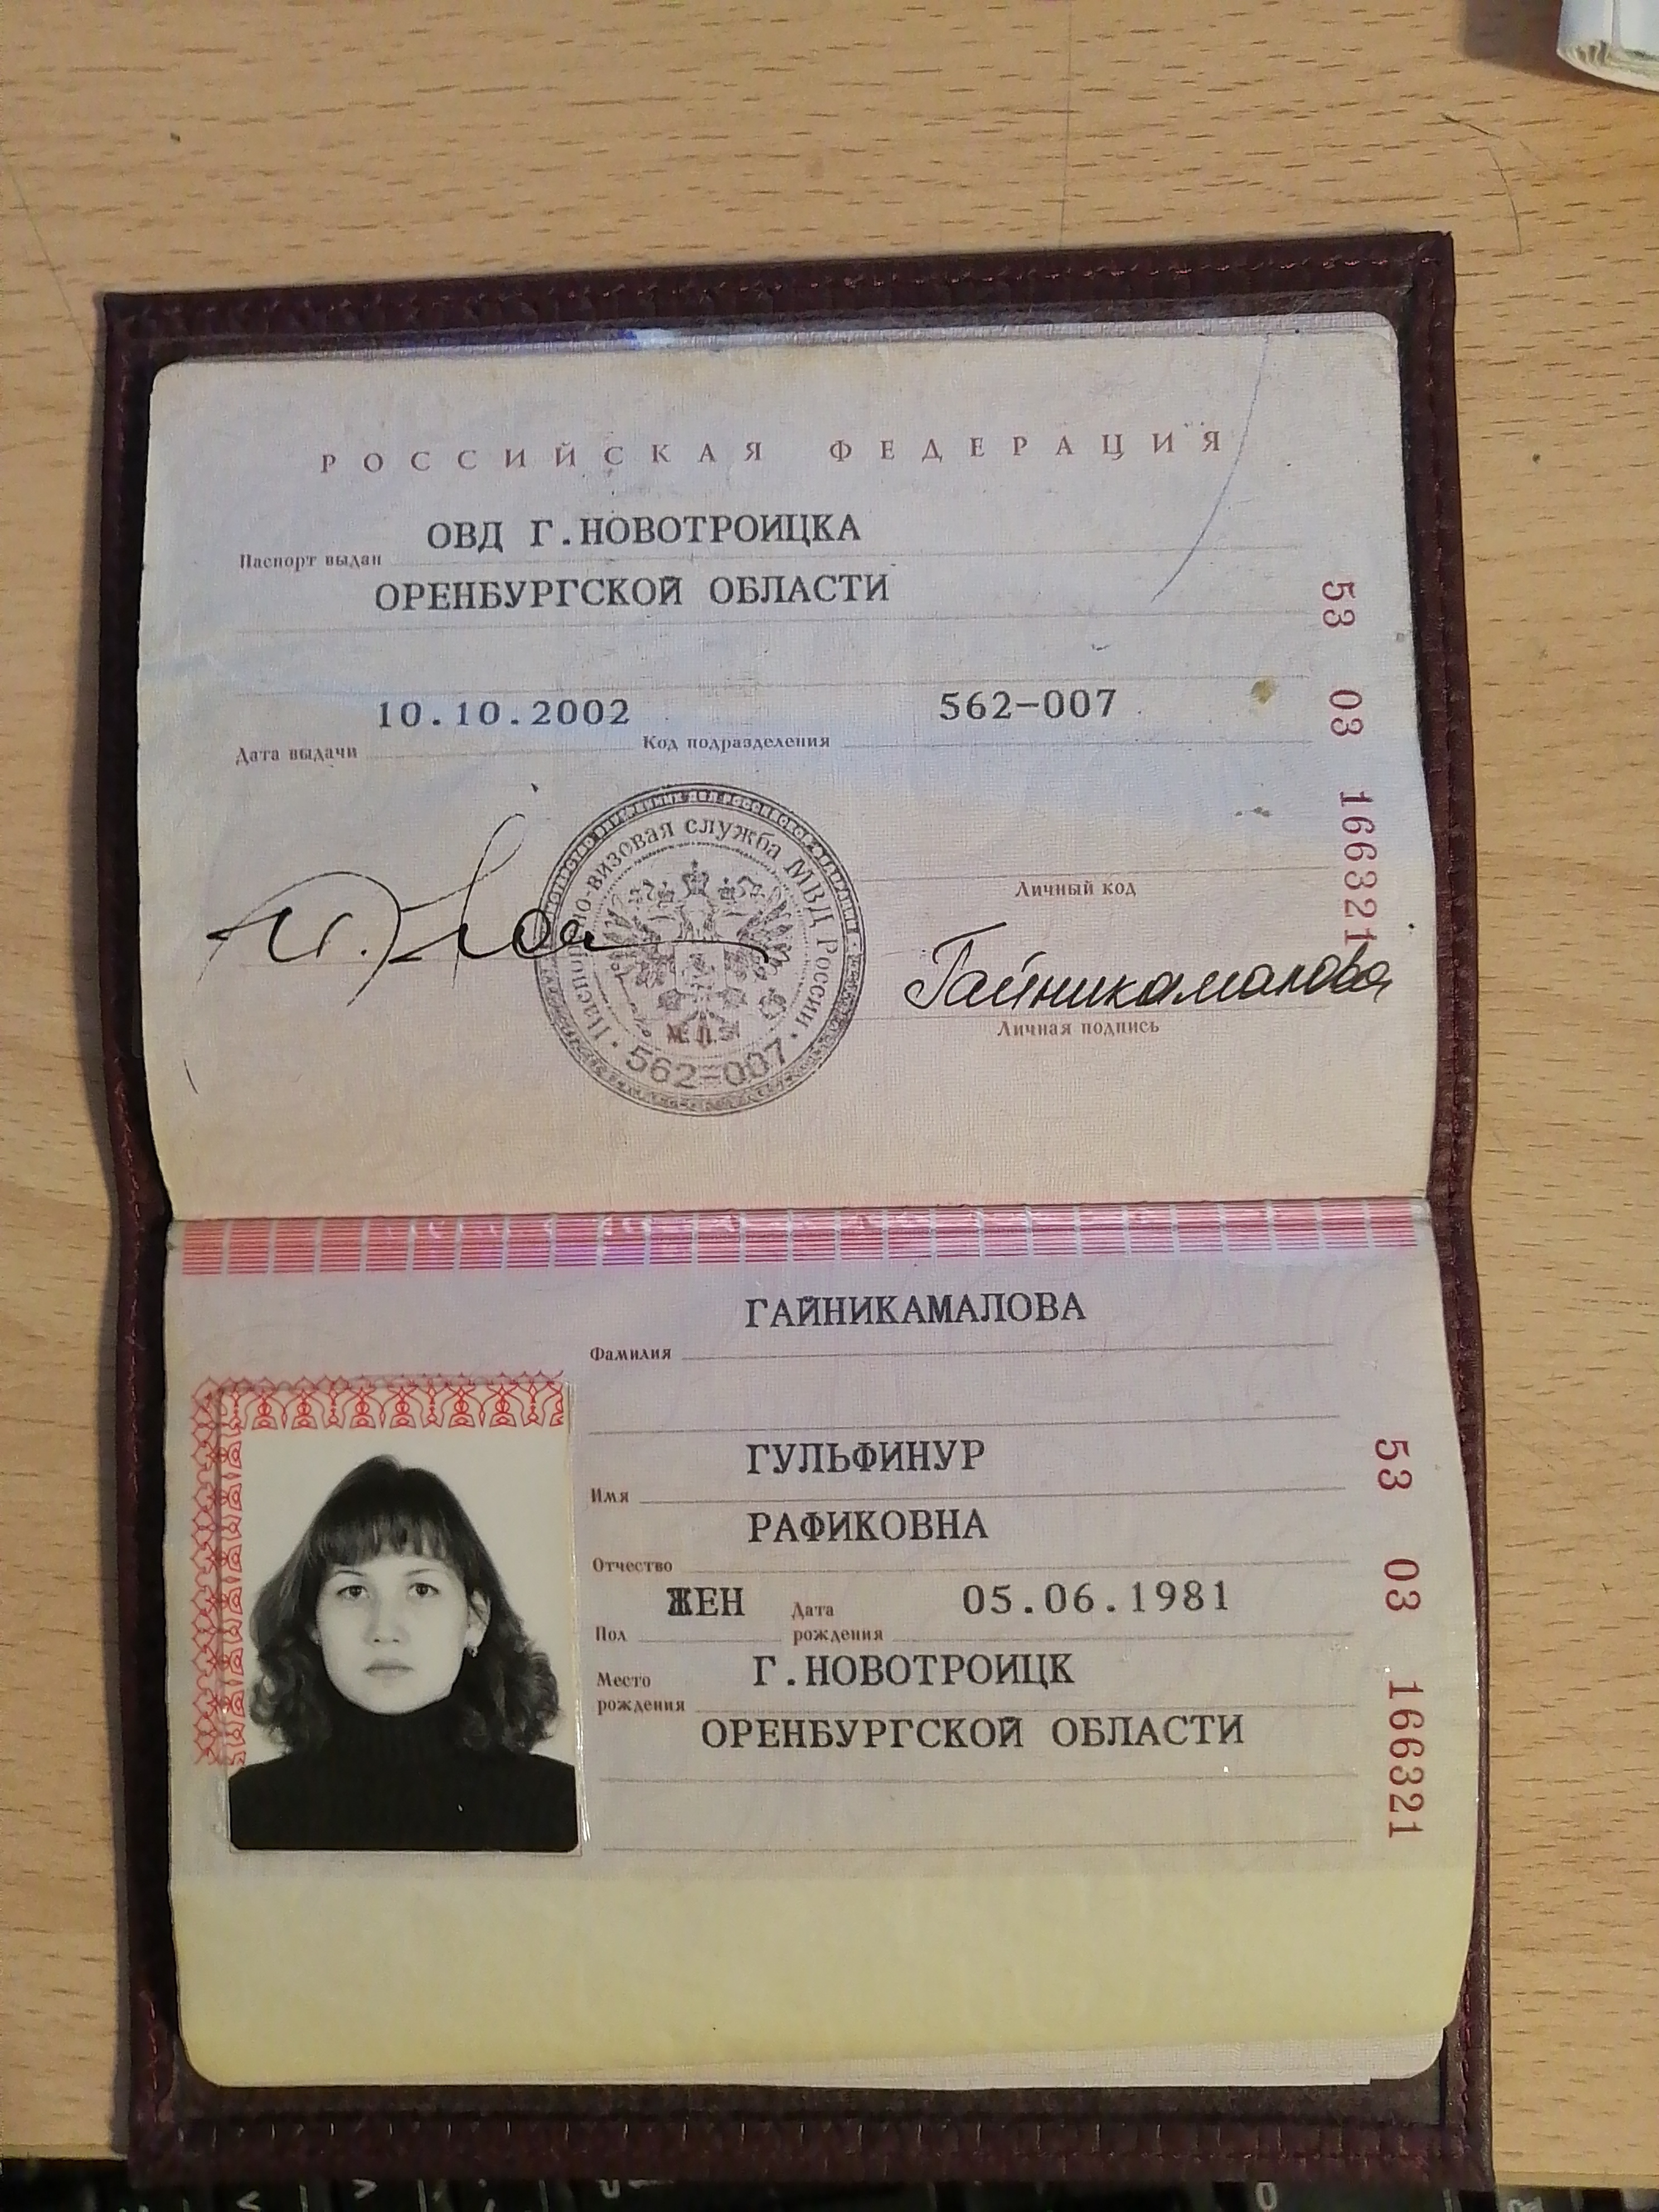 РОССИЙСКАЯ ФЕДЕРАЦИЯ
Паспорт выдан ОВД Г.НОВОТРОИЦКА
ОРЕНБУРГСКОЙ ОБЛАСТИ
Дата выдачи 10.10.2002 Код подразделения 562-007
Паспортно-визовая служба МВД России
562-007
М.П.
Личный код
Гайникамалова
Личная подпись
53 03 166321
ГАЙНИКАМАЛОВА
Фамилия
ГУЛЬФИНУР
Имя
РАФИКОВНА
Отчество
Пол ЖЕН Дата рождения 05.06.1981
Место рождения Г.НОВОТРОИЦК
ОРЕНБУРГСКОЙ ОБЛАСТИ
53 03 166321